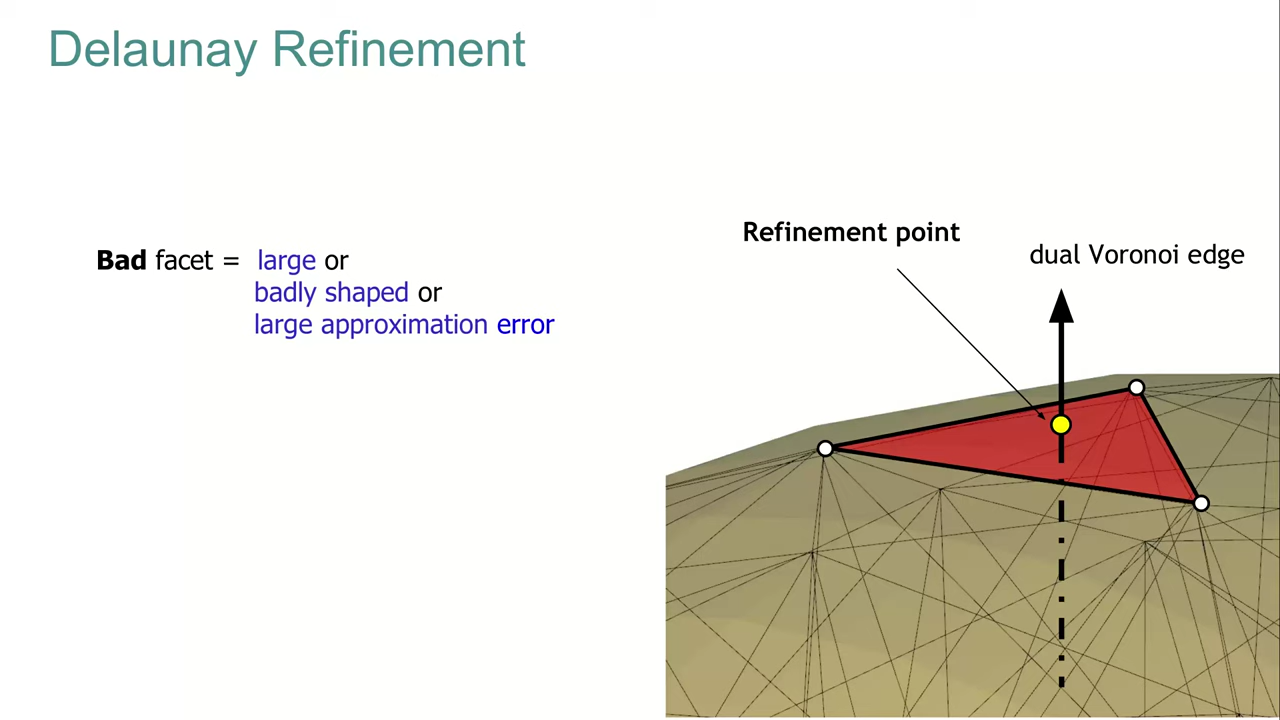 Delaunay Refinement
Bad facet = large or
badly shaped or
large approximation error
Refinement point
dual Voronoi edge